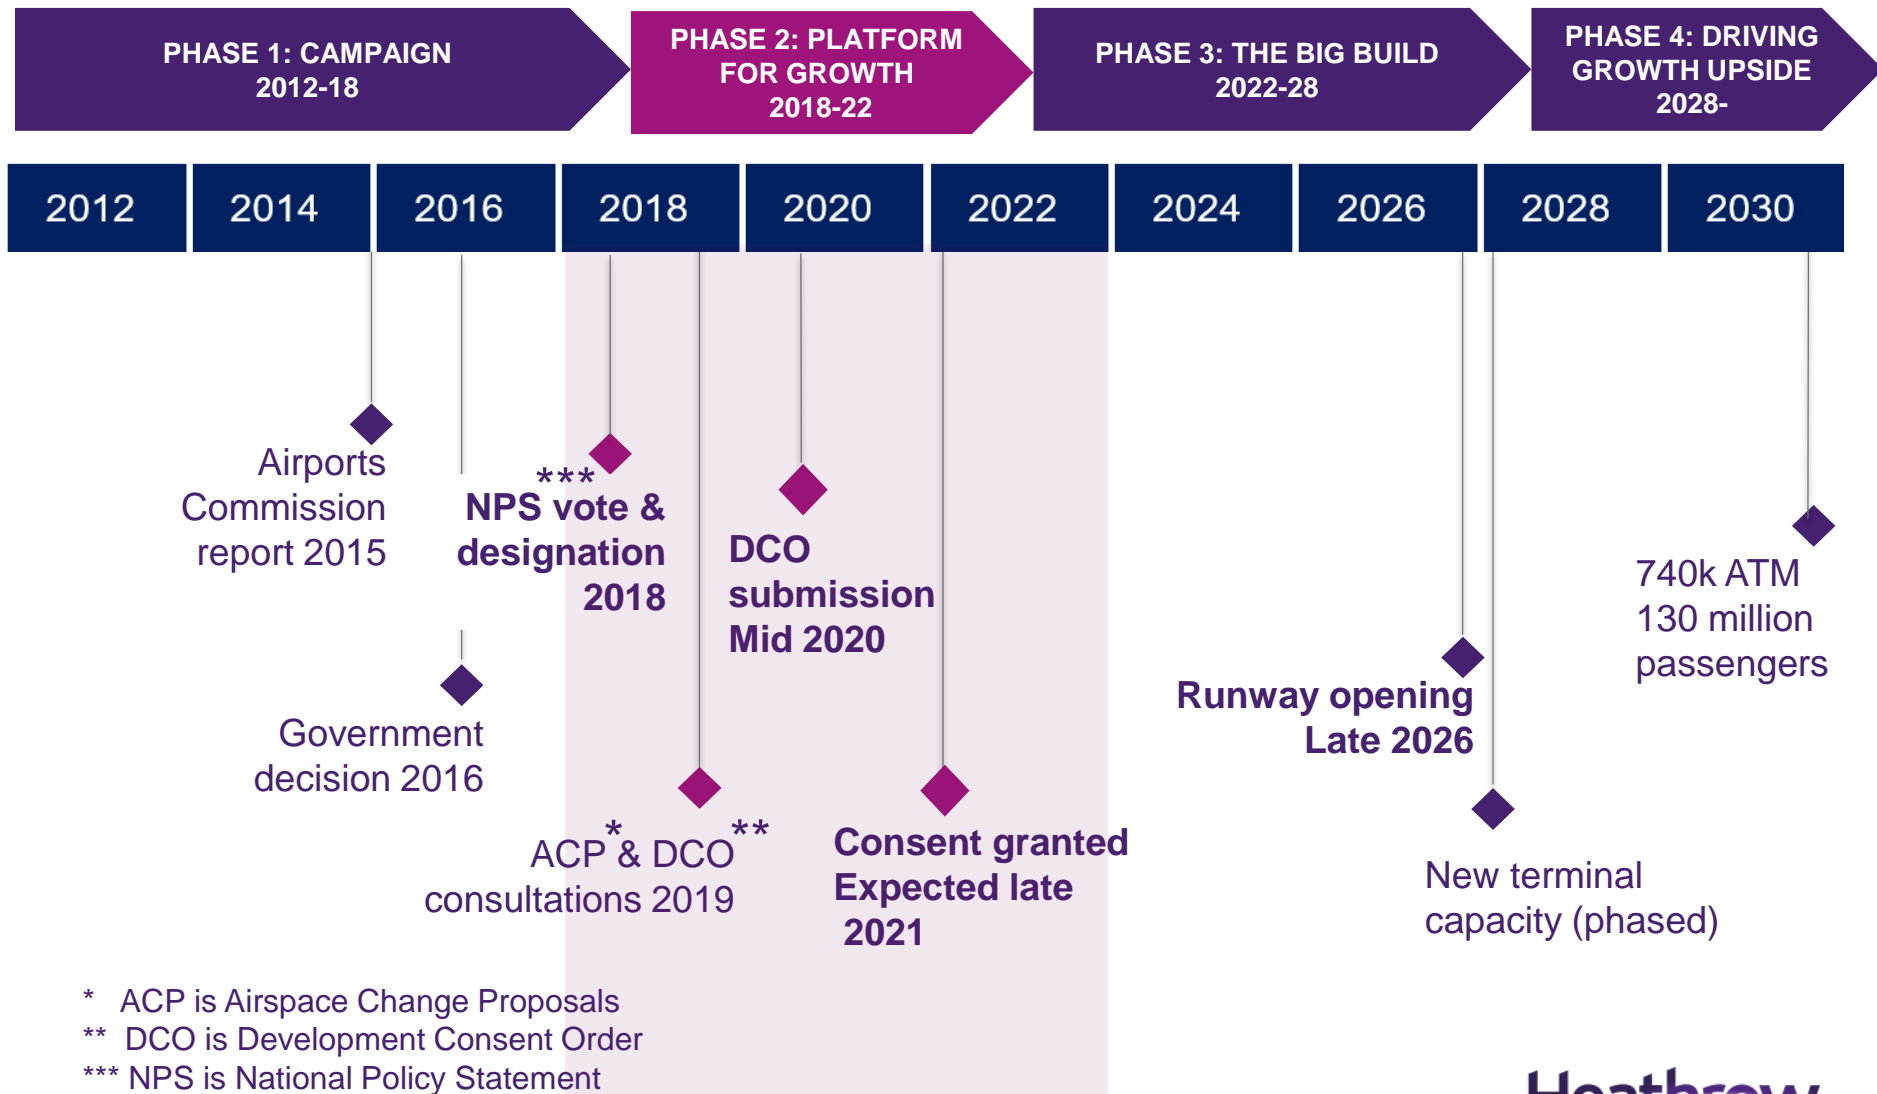 PHASE 1: CAMPAIGN
2012-18
PHASE 2: PLATFORM
FOR GROWTH
2018-22
PHASE 3: THE BIG BUILD
2022-28
PHASE 4: DRIVING
GROWTH UPSIDE
2028-
2012
2014
2016
2018
2020
2022
2024
2026
2028
2030
Airports
Commission
report 2015
Government
decision 2016
***
NPS vote &
designation
2018
ACP* & DCO**
consultations 2019
DCO
submission
Mid 2020
Consent granted
Expected late
2021
Runway opening
Late 2026
New terminal
capacity (phased)
740k ATM
130 million
passengers
* ACP is Airspace Change Proposals
** DCO is Development Consent Order
*** NPS is National Policy Statement
Heathrow